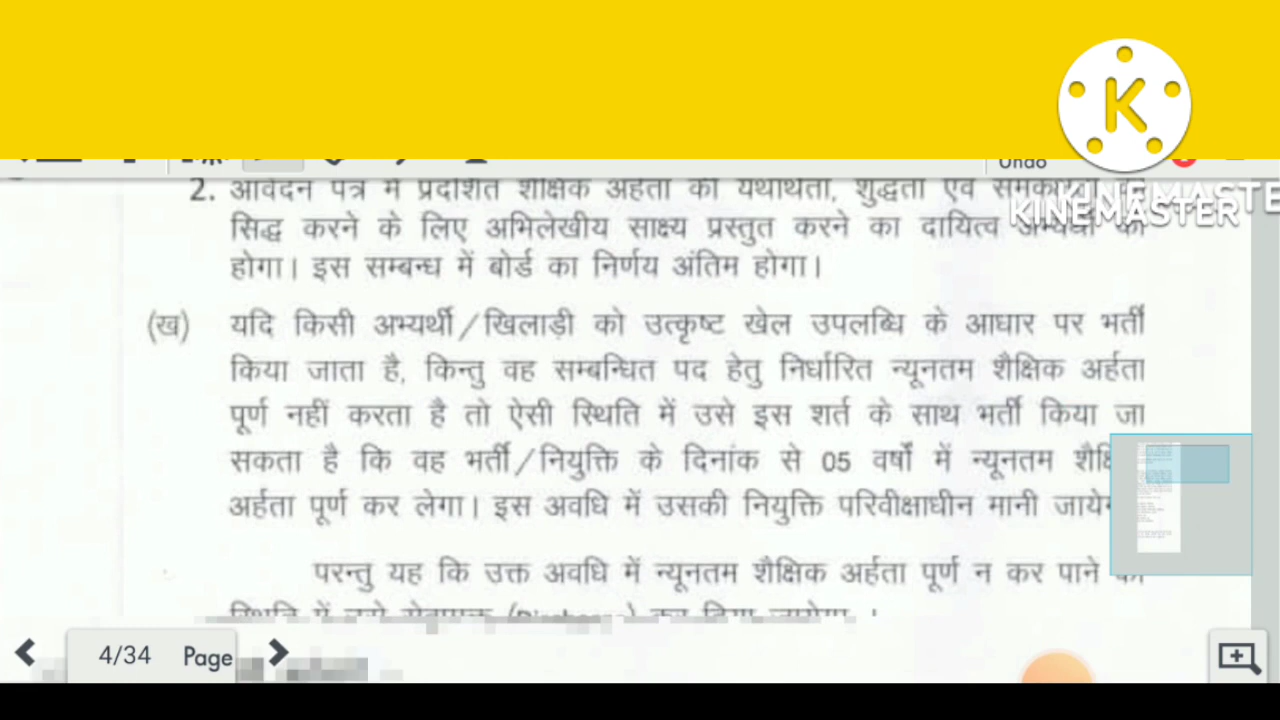 Undo
KINEMASTER
2. आवेदन पत्र में प्रदर्शित शैक्षिक अर्हता की यथार्थता, शुद्धता एवं
सिद्ध करने के लिए अभिलेखीय साक्ष्य प्रस्तुत करने का दायित्व
होगा। इस सम्बन्ध में बोर्ड का निर्णय अंतिम होगा।
(ख) यदि किसी अभ्यर्थी/खिलाड़ी को उत्कृष्ट खेल उपलब्धि के आधार पर भर्ती
किया जाता है, किन्तु वह सम्बन्धित पद हेतु निर्धारित न्यूनतम शैक्षिक अर्हता
पूर्ण नहीं करता है तो ऐसी स्थिति में उसे इस शर्त के साथ भर्ती किया जा
सकता है कि वह भर्ती/नियुक्ति के दिनांक से 05 वर्षों में न्यूनतम
अर्हता पूर्ण कर लेगा। इस अवधि में उसकी नियुक्ति परिवीक्षाधीन मानी
परन्तु यह कि उक्त अवधि में न्यूनतम शैक्षिक अर्हता पूर्ण न कर पाने
4/34 Page